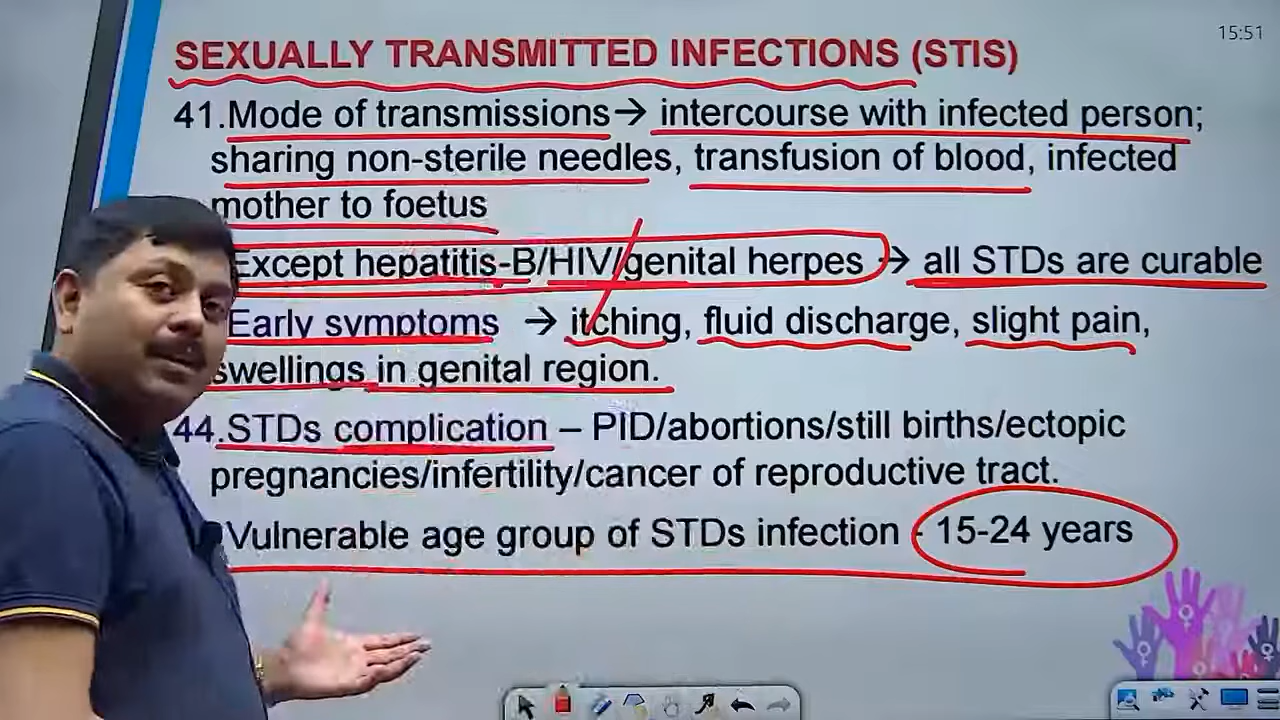 15:51
SEXUALLY TRANSMITTED INFECTIONS (STIS)
41.Mode of transmissions→ intercourse with infected person;
sharing non-sterile needles, transfusion of blood, infected
mother to foetus
Except hepatitis-B/HIV/genital herpes → all STDs are curable
Early symptoms → itching, fluid discharge, slight pain,
swellings in genital region.
44.STDs complication – PID/abortions/still births/ectopic
pregnancies/infertility/cancer of reproductive tract.
Vulnerable age group of STDs infection - 15-24 years